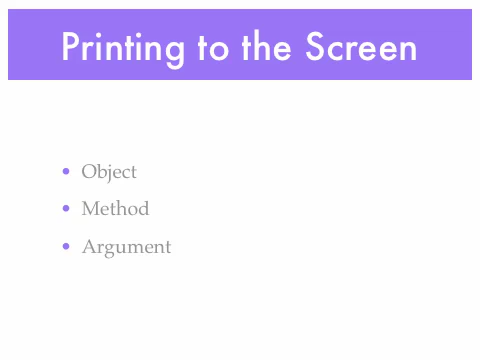 Printing to the Screen
• Object
• Method
• Argument